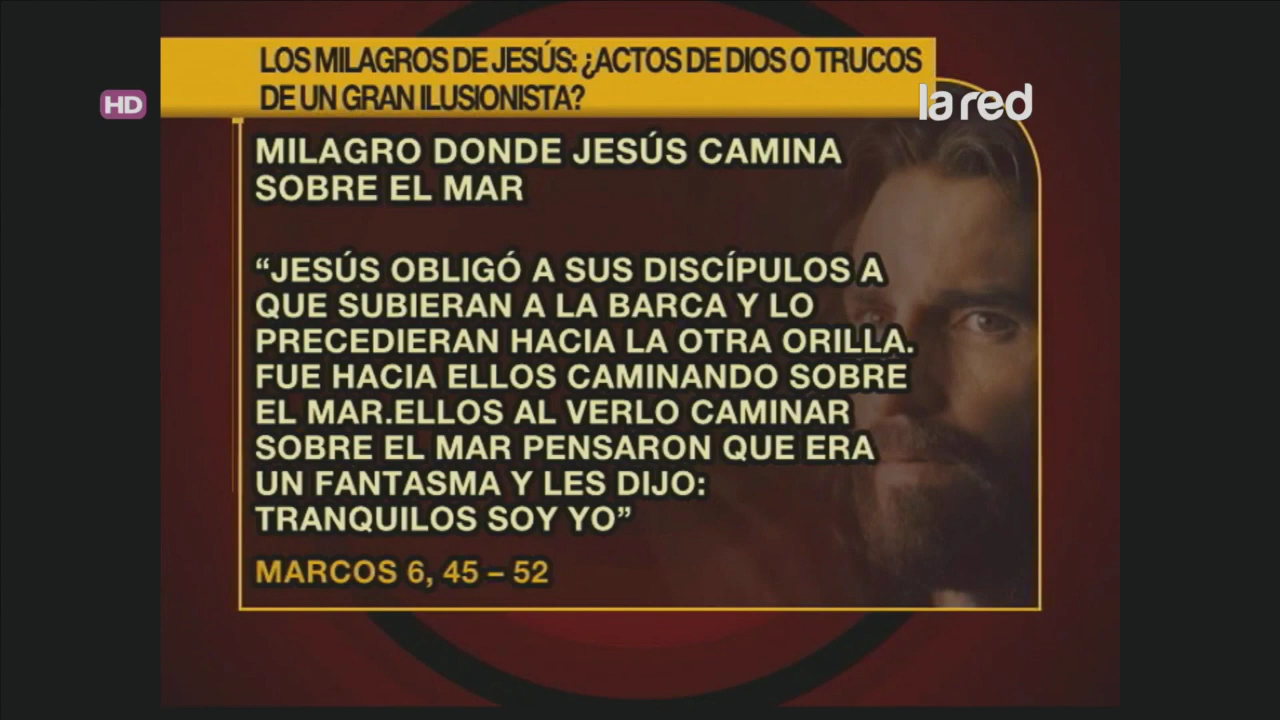 LOS MILAGROS DE JESÚS: ¿ACTOS DE DIOS O TRUCOS
DE UN GRAN ILUSIONISTA?
HD
la red
MILAGRO DONDE JESÚS CAMINA
SOBRE EL MAR
“JESÚS OBLIGÓ A SUS DISCÍPULOS A
QUE SUBIERAN A LA BARCA Y LO
PRECEDIERAN HACIA LA OTRA ORILLA.
FUE HACIA ELLOS CAMINANDO SOBRE
EL MAR.ELLOS AL VERLO CAMINAR
SOBRE EL MAR PENSARON QUE ERA
UN FANTASMA Y LES DIJO:
TRANQUILOS SOY YO”
MARCOS 6, 45 – 52